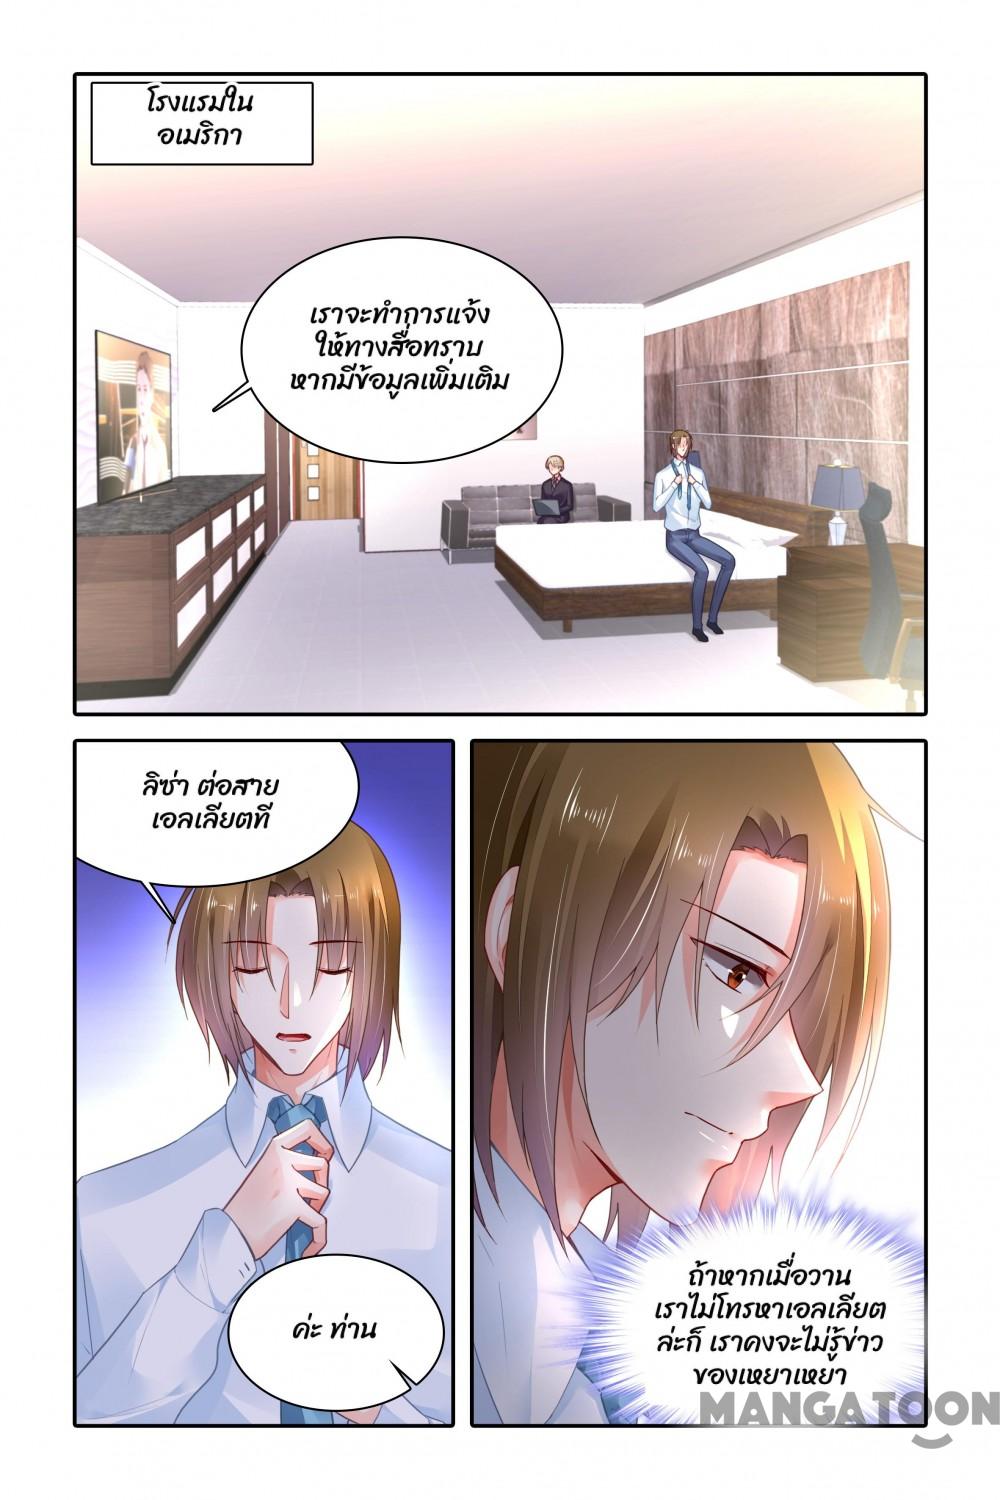 โรงแรมใน
อเมริกา
เราจะทำการแจ้ง
ให้ทางสื่อทราบ
หากมีข้อมูลเพิ่มเติม
ลิซ่า ต่อสาย
เอลเลียตที
ค่ะ ท่าน
ถ้าหากเมื่อวาน
เราไม่โทรหาเอลเลียต
ล่ะก็ เราคงจะไม่รู้ข่าว
ของเหยาเหยา
MANGATOON